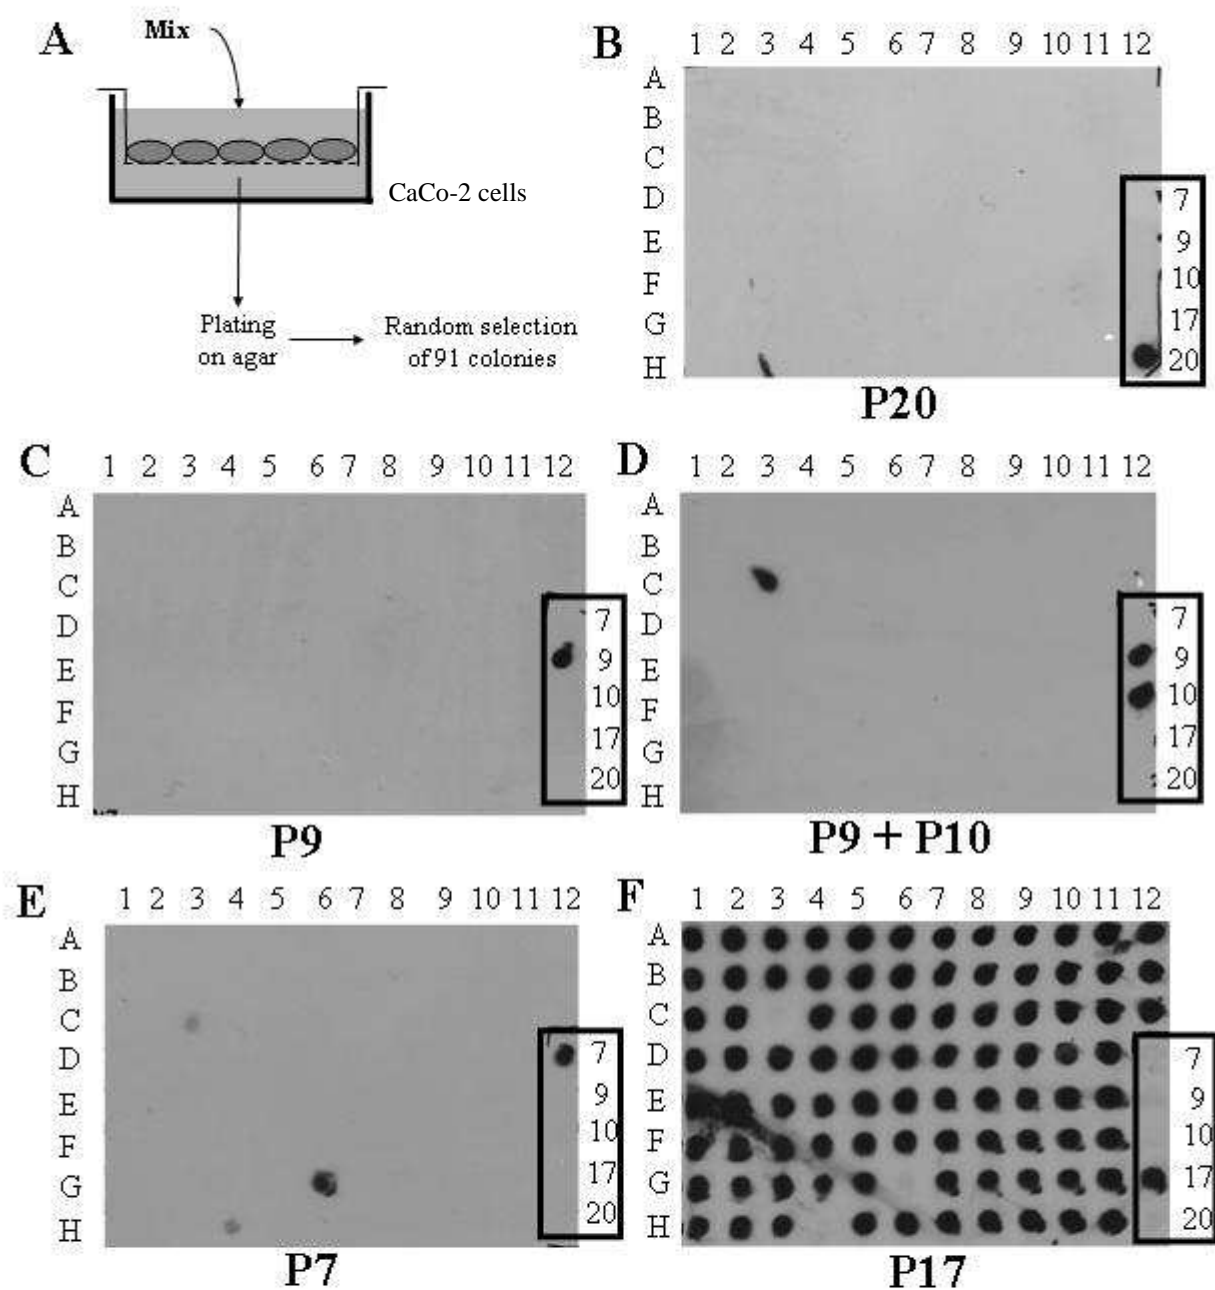 A
Mix
CaCo-2 cells
Plating
on agar
Random selection
of 91 colonies
B
1 2 3 4 5 6 7 8 9 10 11 12
A
B
C
D
E
F
G
H
7
9
10
17
20
P20
C
1 2 3 4 5 6 7 8 9 10 11 12
A
B
C
D
E
F
G
H
7
9
10
17
20
P9
D
1 2 3 4 5 6 7 8 9 10 11 12
A
B
C
D
E
F
G
H
7
9
10
17
20
P9 + P10
E
1 2 3 4 5 6 7 8 9 10 11 12
A
B
C
D
E
F
G
H
7
9
10
17
20
P7
F
1 2 3 4 5 6 7 8 9 10 11 12
A
B
C
D
E
F
G
H
7
9
10
17
20
P17